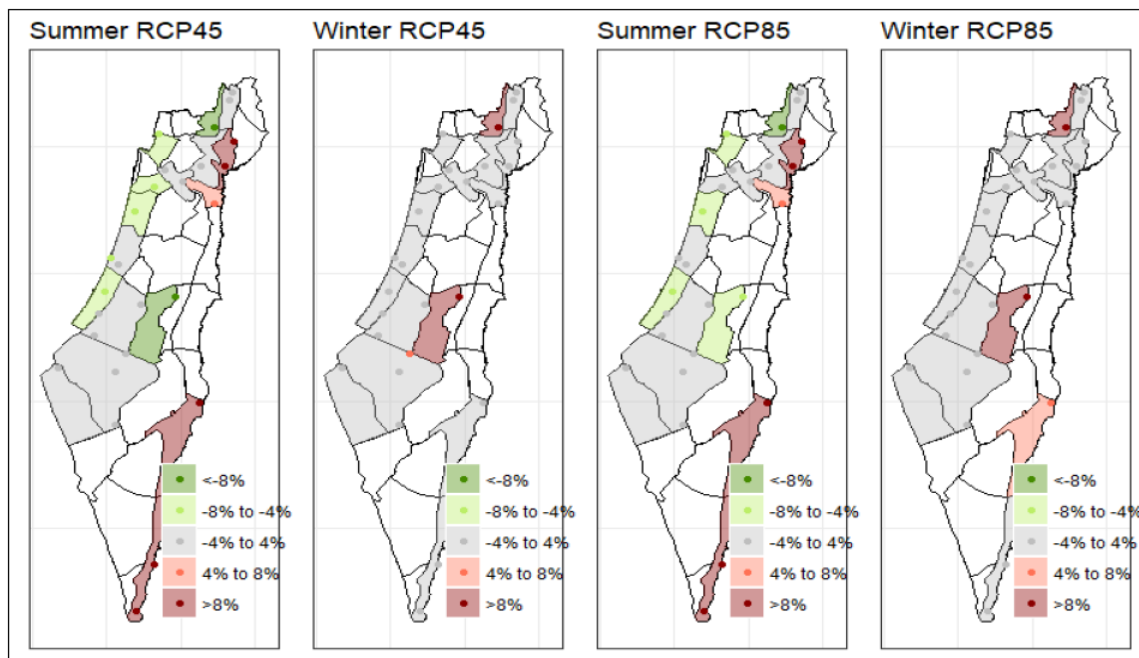 Summer RCP45
Winter RCP45
Summer RCP85
Winter RCP85
<-8%
-8% to -4%
-4% to 4%
4% to 8%
>8%
<-8%
-8% to -4%
-4% to 4%
4% to 8%
>8%
<-8%
-8% to -4%
-4% to 4%
4% to 8%
>8%
<-8%
-8% to -4%
-4% to 4%
4% to 8%
>8%